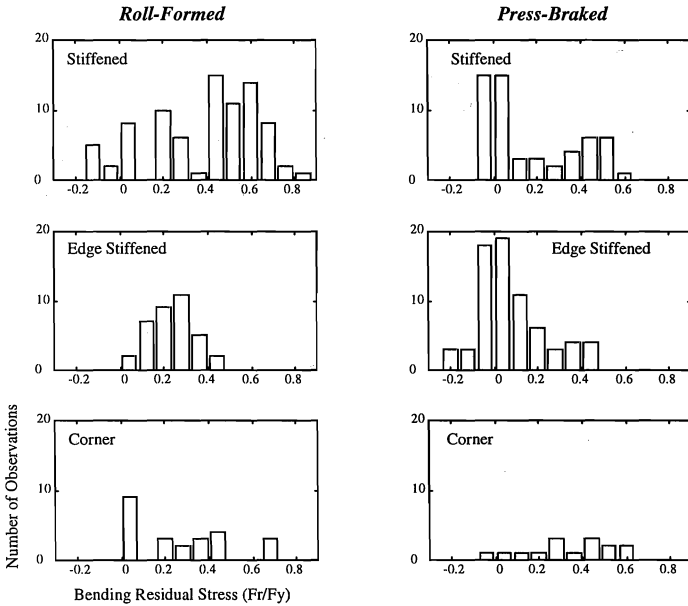 Roll-Formed
Press-Braked
20
Stiffened
10
0
-0.2 0 0.2 0.4 0.6 0.8
20
Stiffened
10
0
-0.2 0 0.2 0.4 0.6 0.8
20
Edge Stiffened
10
0
-0.2 0 0.2 0.4 0.6 0.8
20
Edge Stiffened
10
0
-0.2 0 0.2 0.4 0.6 0.8
Number of Observations
20
Corner
10
0
-0.2 0 0.2 0.4 0.6 0.8
20
Corner
10
0
-0.2 0 0.2 0.4 0.6 0.8
Bending Residual Stress (Fr/Fy)